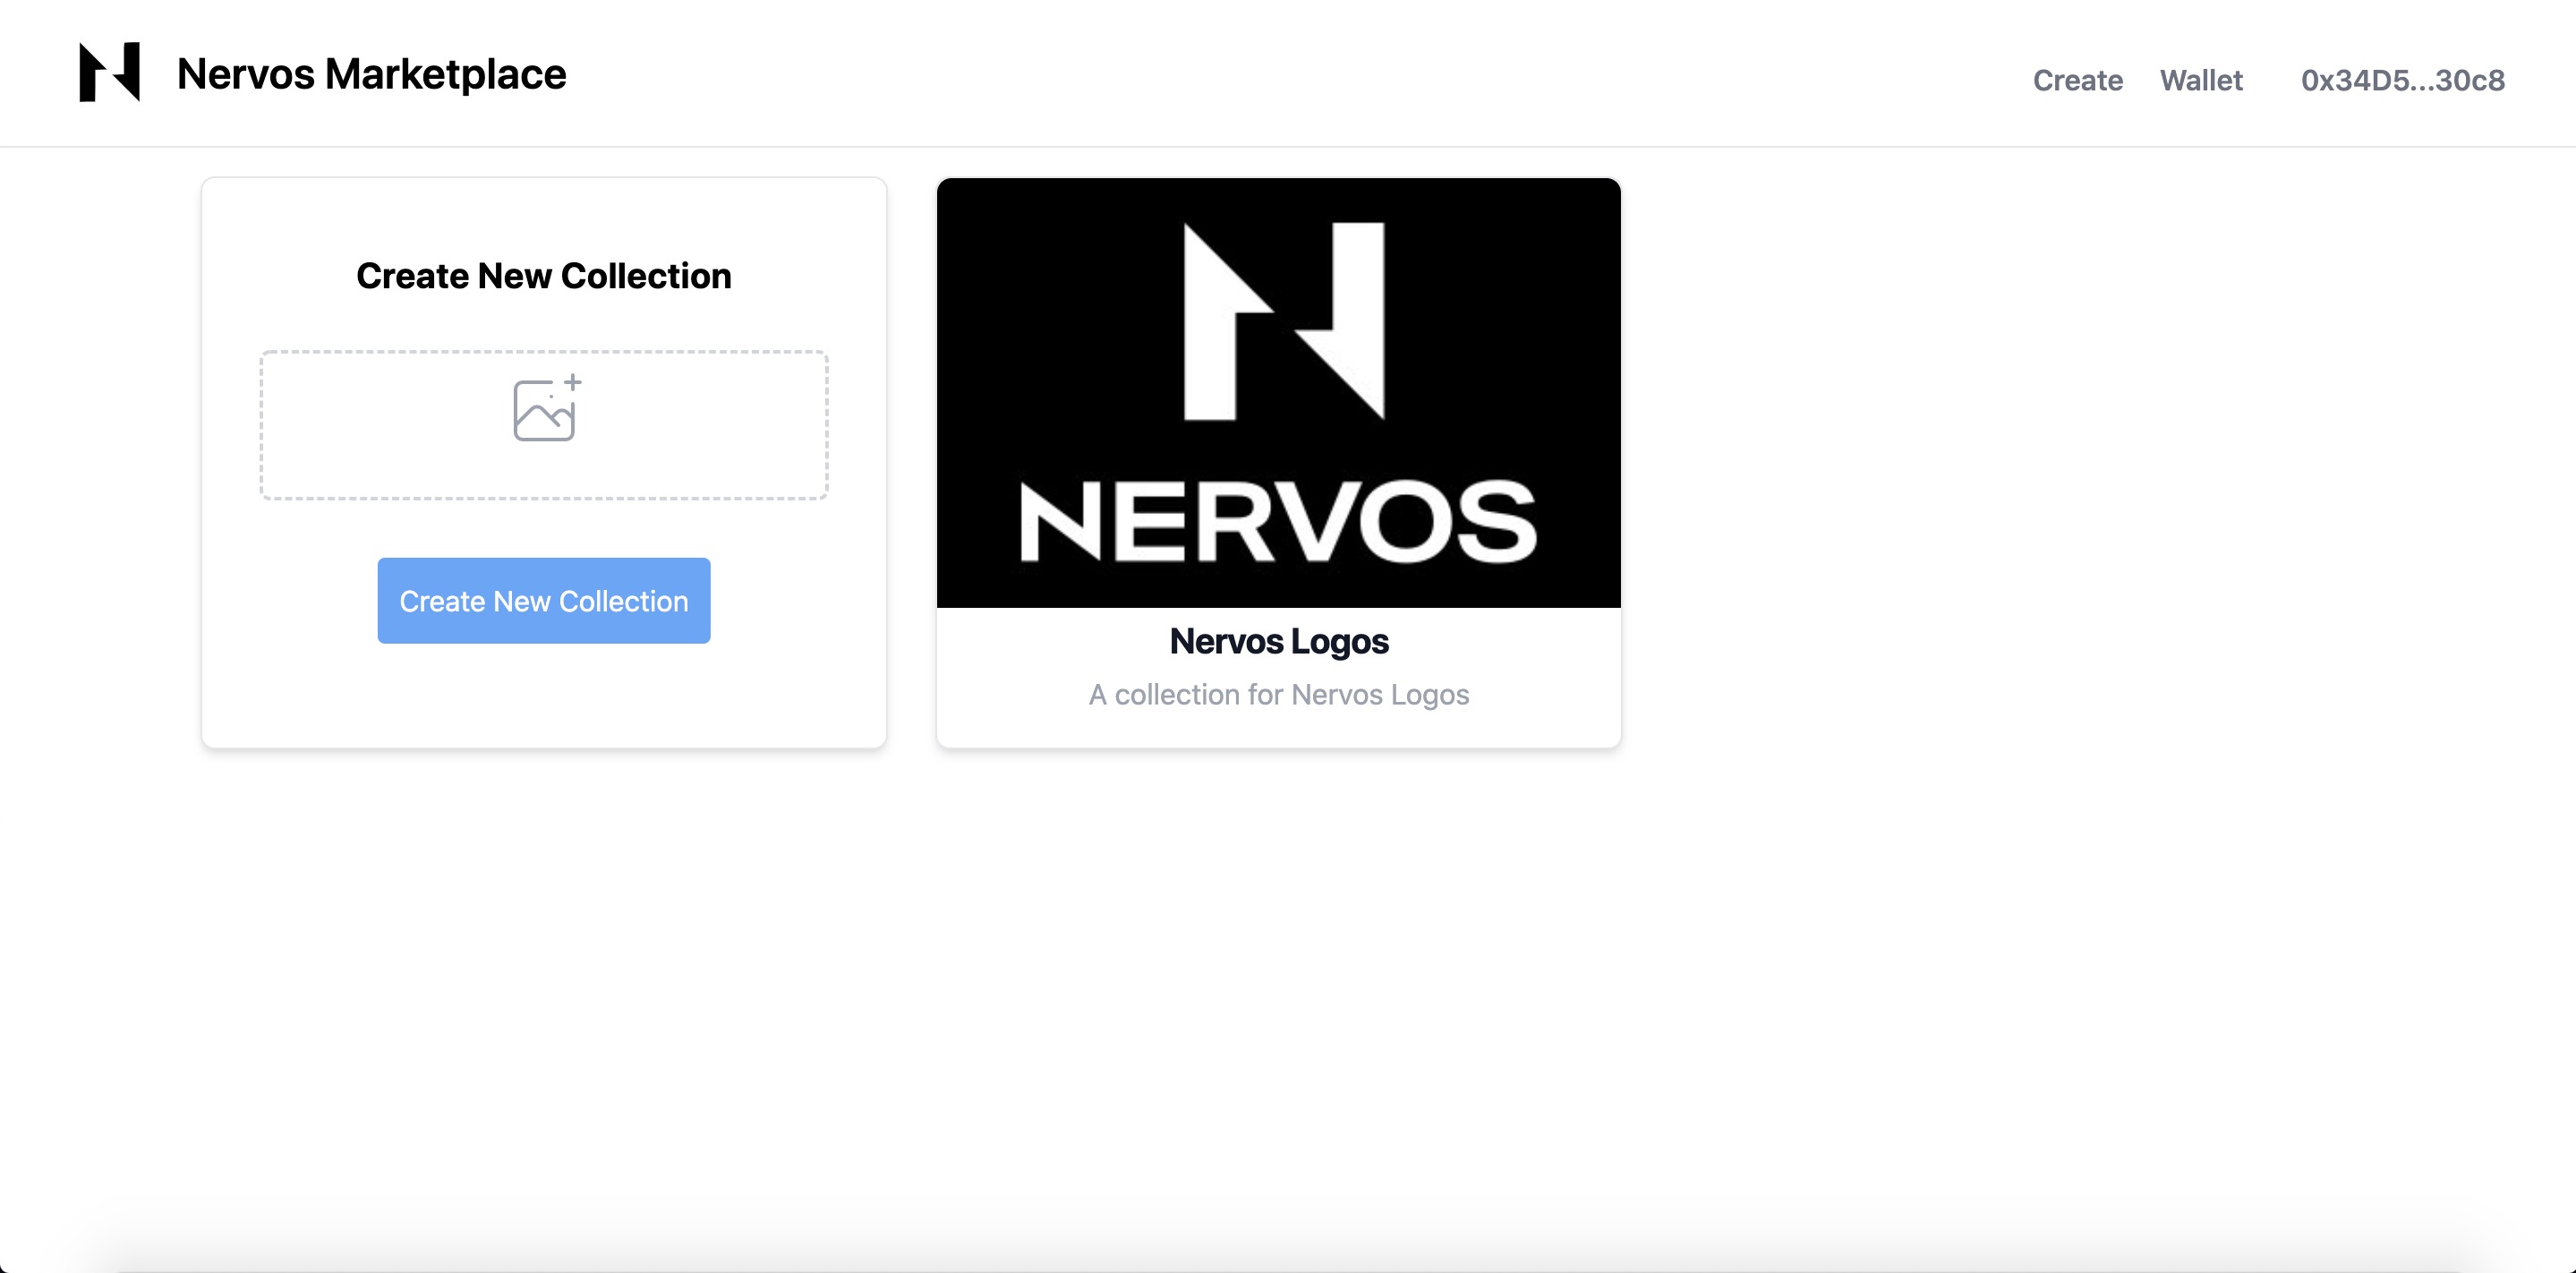 Nervos Marketplace
Create
Wallet
0x34D5...30c8
Create New Collection
Create New Collection
NERVOS
Nervos Logos
A collection for Nervos Logos